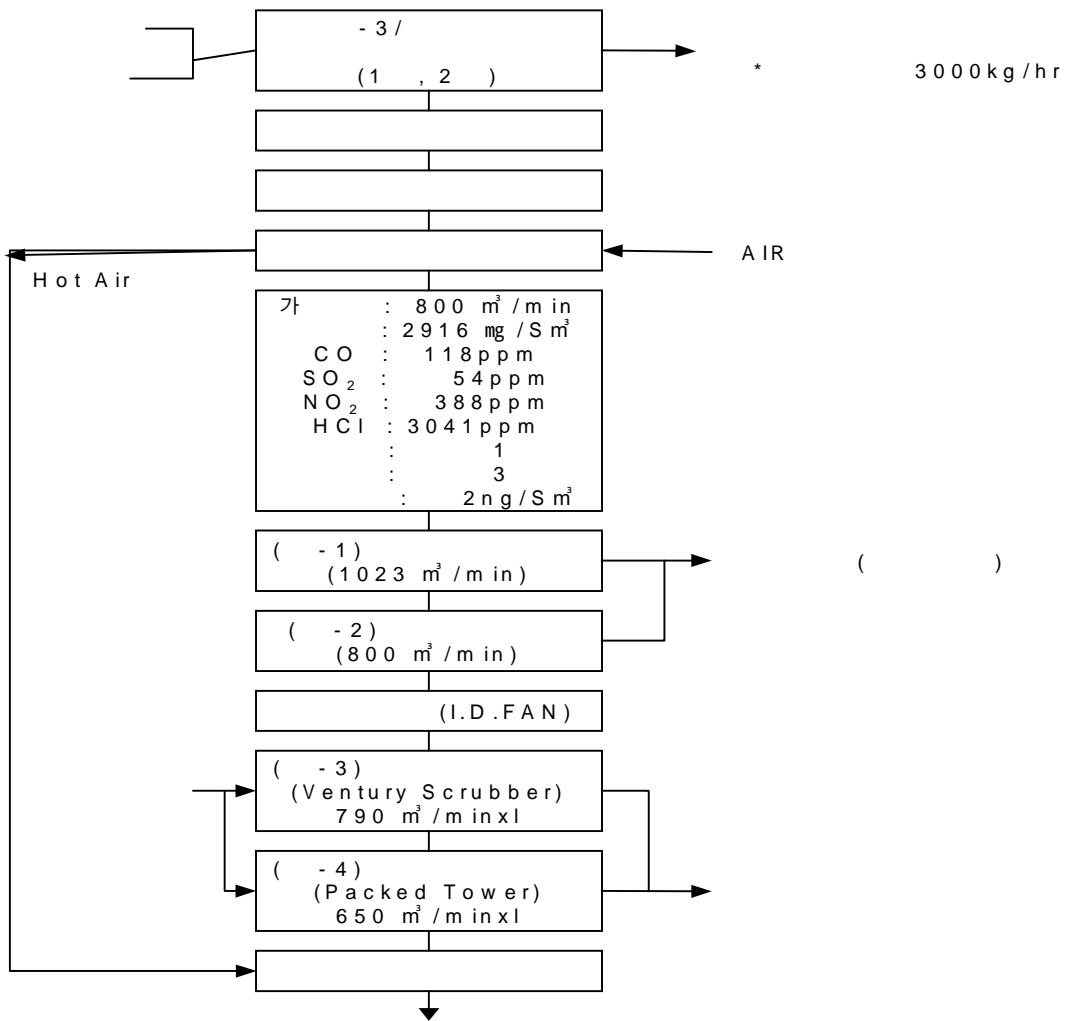 - 3 /
(1 , 2 )
* 3000kg/hr
AIR
Hot Air
가 : 800 ㎥/min
: 2916 ㎎/S㎥
CO : 118ppm
SO₂ : 54ppm
NO₂ : 388ppm
HCl : 3041ppm
: 1
: 3
: 2ng/S㎥
( - 1)
(1023 ㎥/min)
( )
( - 2)
(800 ㎥/min)
(I.D.FAN)
( - 3)
(Ventury Scrubber)
790 ㎥/minxl
( - 4)
(Packed Tower)
650 ㎥/minxl